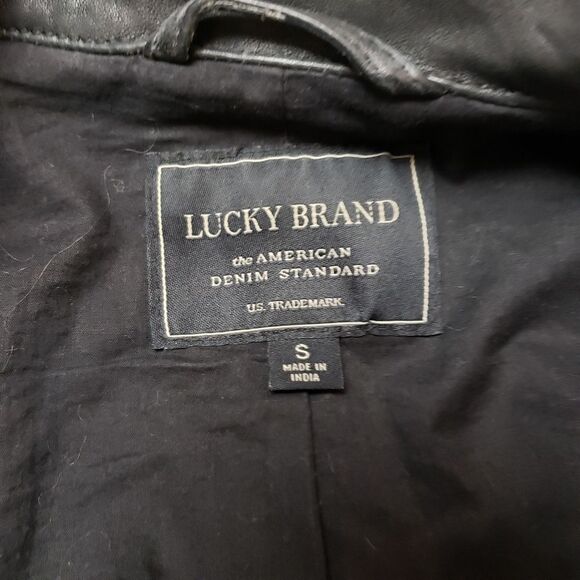 LUCKY BRAND
the AMERICAN
DENIM STANDARD
U.S. TRADEMARK.
S
MADE IN
INDIA